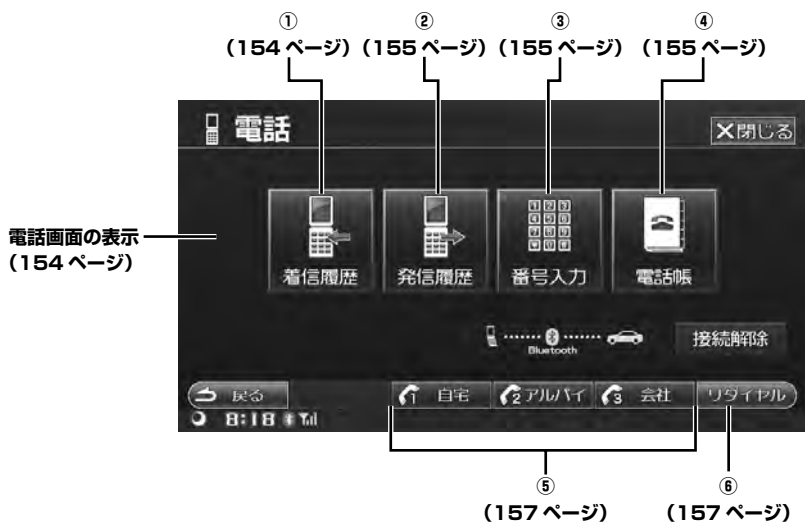 ① ② ③ ④
（154 ページ）（155 ページ）（155 ページ） （155 ページ）
電話
×閉じる
電話画面の表示
（154 ページ）
着信履歴 発信履歴 番号入力 電話帳
Bluetooth
接続解除
戻る
1 自宅 2 アルパイ 3 会社 リダイヤル
8:18
⑤ ⑥
（157 ページ） （157 ページ）